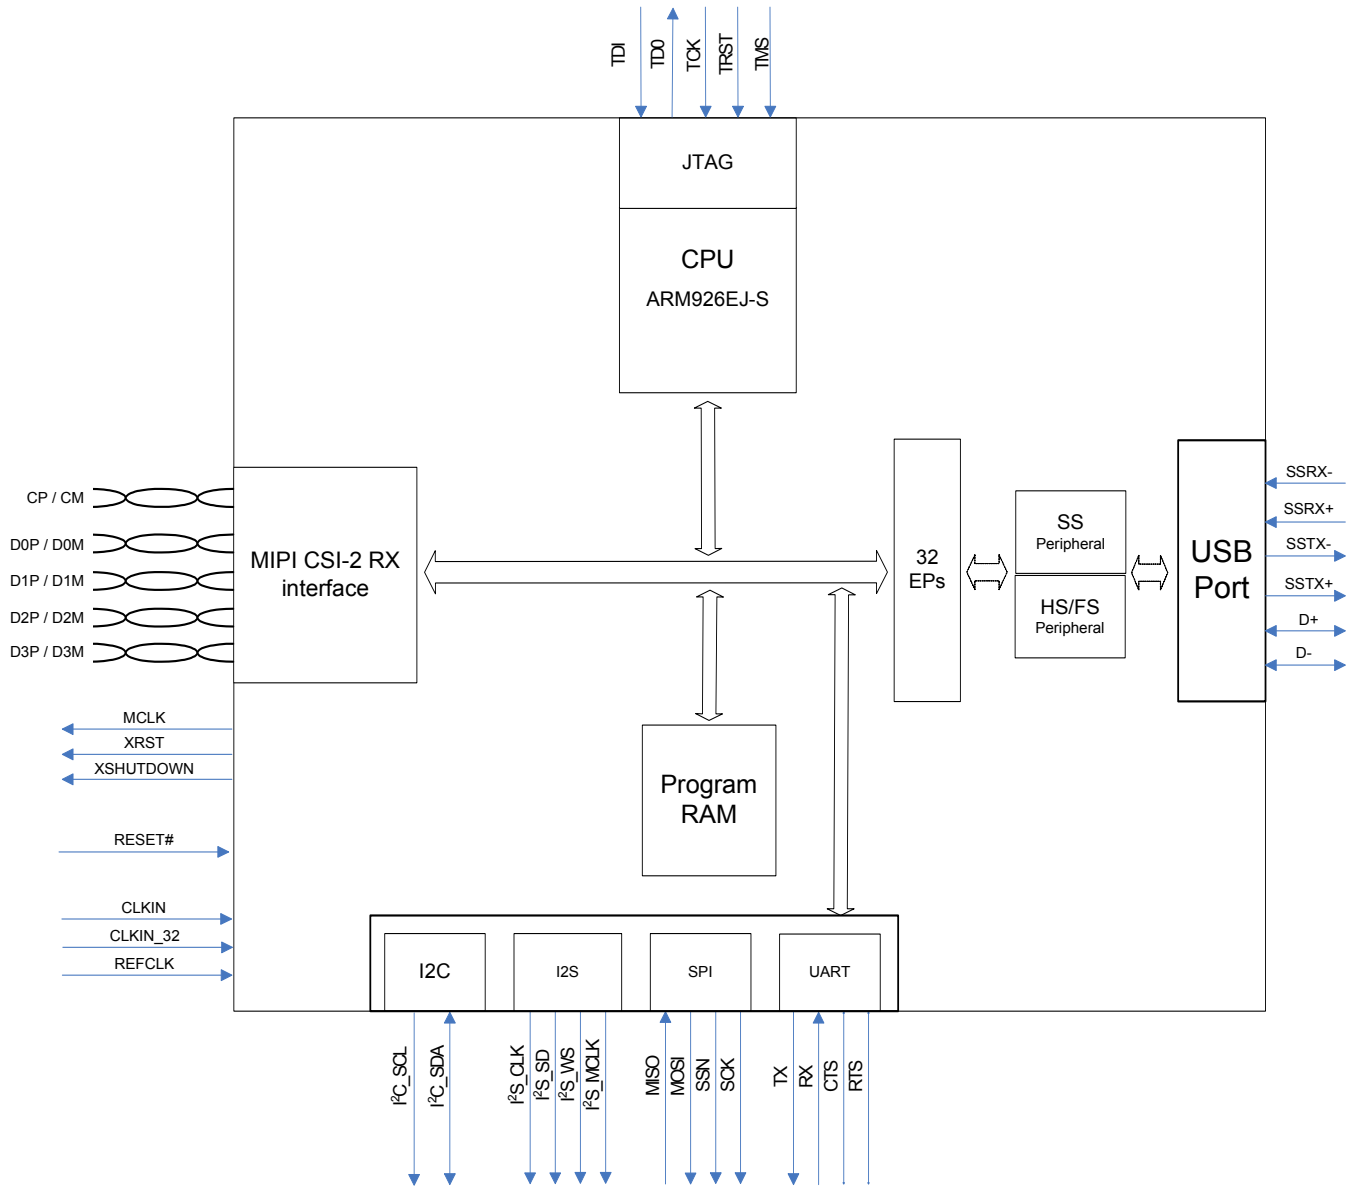 TDI
TD0
TCK
TRST
TMS
JTAG
CPU
ARM926EJ-S
CP / CM
D0P / D0M
D1P / D1M
D2P / D2M
D3P / D3M
MIPI CSI-2 RX
interface
32
EPs
SS
Peripheral
HS/FS
Peripheral
USB
Port
SSRX-
SSRX+
SSTX-
SSTX+
D+
D-
MCLK
XRST
XSHUTDOWN
RESET#
CLKIN
CLKIN_32
REFCLK
Program
RAM
I2C
I2S
SPI
UART
I²C_SCL
I²C_SDA
I²S_CLK
I²S_SD
I²S_WS
I²S_MCLK
MISO
MOSI
SSN
SCK
TX
RX
CTS
RTS